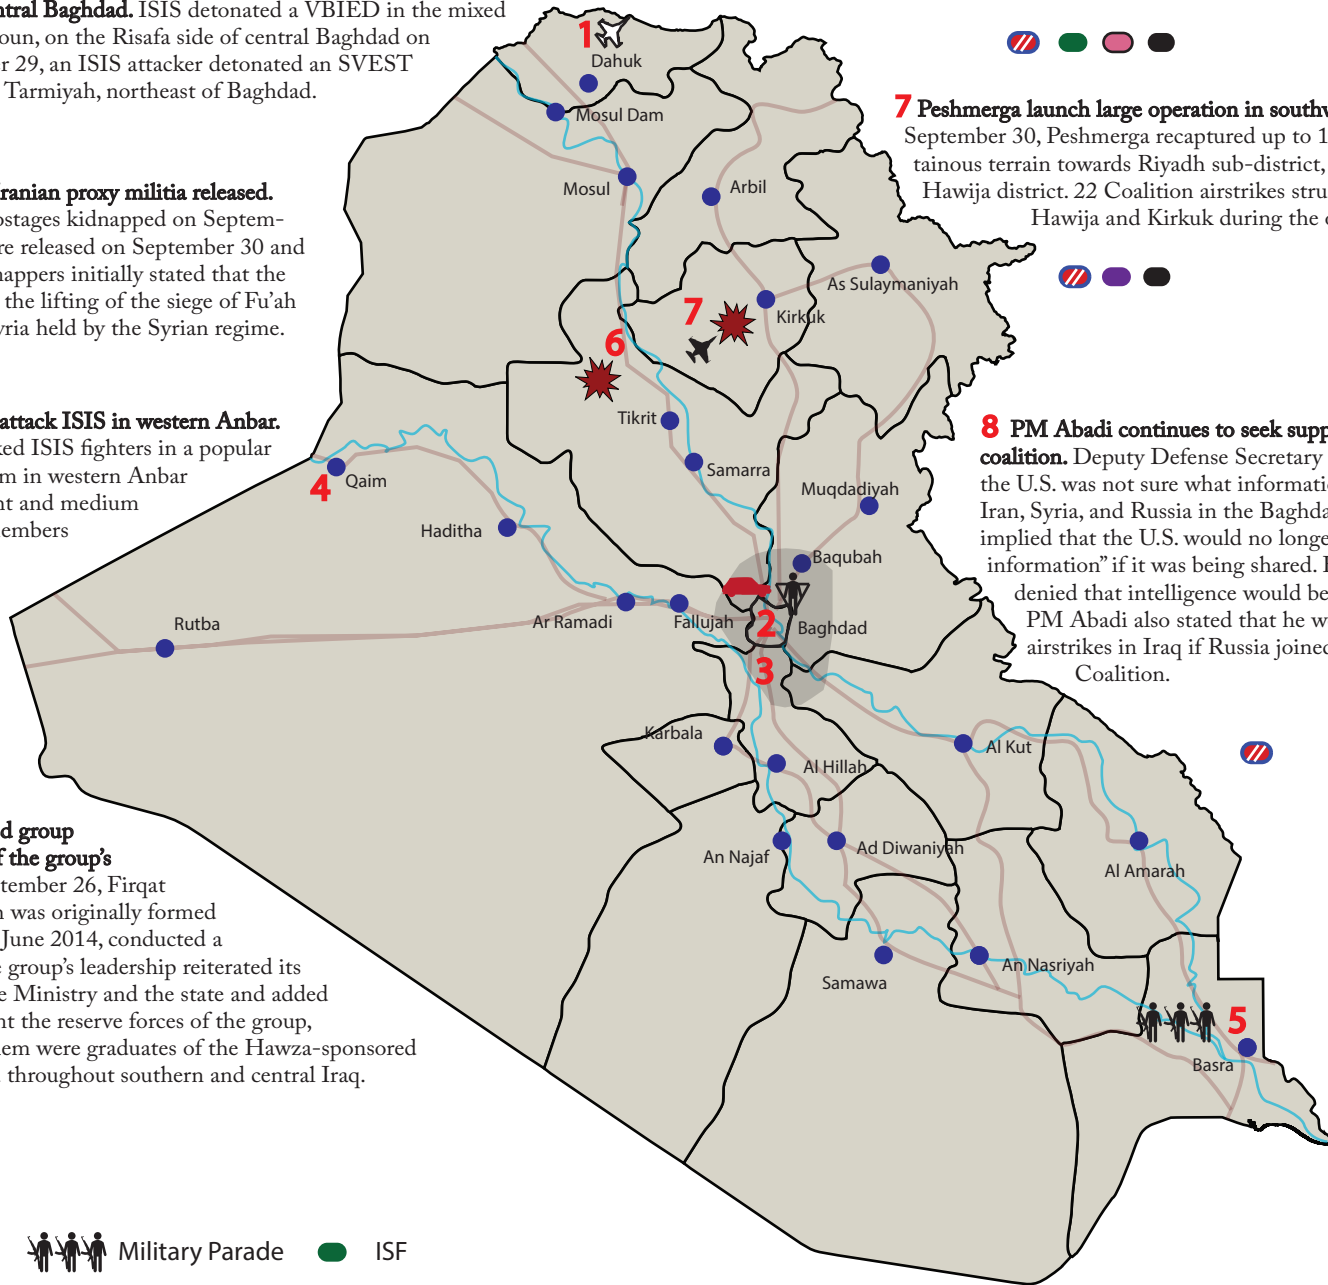 ntral Baghdad. ISIS detonated a VBIED in the mixed
oun, on the Risafa side of central Baghdad on
r 29, an ISIS attacker detonated an SVEST
Tarmiyah, northeast of Baghdad.
Iranian proxy militia released.
ostages kidnapped on Septem-
re released on September 30 and
nappers initially stated that the
the lifting of the siege of Fu’ah
yria held by the Syrian regime.
attack ISIS in western Anbar.
ked ISIS fighters in a popular
m in western Anbar
nt and medium
embers
d group
f the group’s
tember 26, Firqat
n was originally formed
June 2014, conducted a
e group’s leadership reiterated its
e Ministry and the state and added
nt the reserve forces of the group,
hem were graduates of the Hawza-sponsored
throughout southern and central Iraq.
Military Parade
ISF
1
Dahuk
Mosul Dam
Mosul
Arbil
As Sulaymaniyah
7
Kirkuk
6
Tikrit
Samarra
4
Qaim
Haditha
Muqdadiyah
Baqubah
Rutba
Ar Ramadi
Fallujah
2
Baghdad
3
Karbala
Al Hillah
Al Kut
An Najaf
Ad Diwaniyah
Al Amarah
Samawa
An Nasriyah
5
Basra
7 Peshmerga launch large operation in southw
September 30, Peshmerga recaptured up to 1
tainous terrain towards Riyadh sub-district,
Hawija district. 22 Coalition airstrikes stru
Hawija and Kirkuk during the o
8 PM Abadi continues to seek supp
coalition. Deputy Defense Secretary
the U.S. was not sure what informatio
Iran, Syria, and Russia in the Baghda
implied that the U.S. would no longe
information” if it was being shared.
denied that intelligence would be
PM Abadi also stated that he w
airstrikes in Iraq if Russia joined
Coalition.